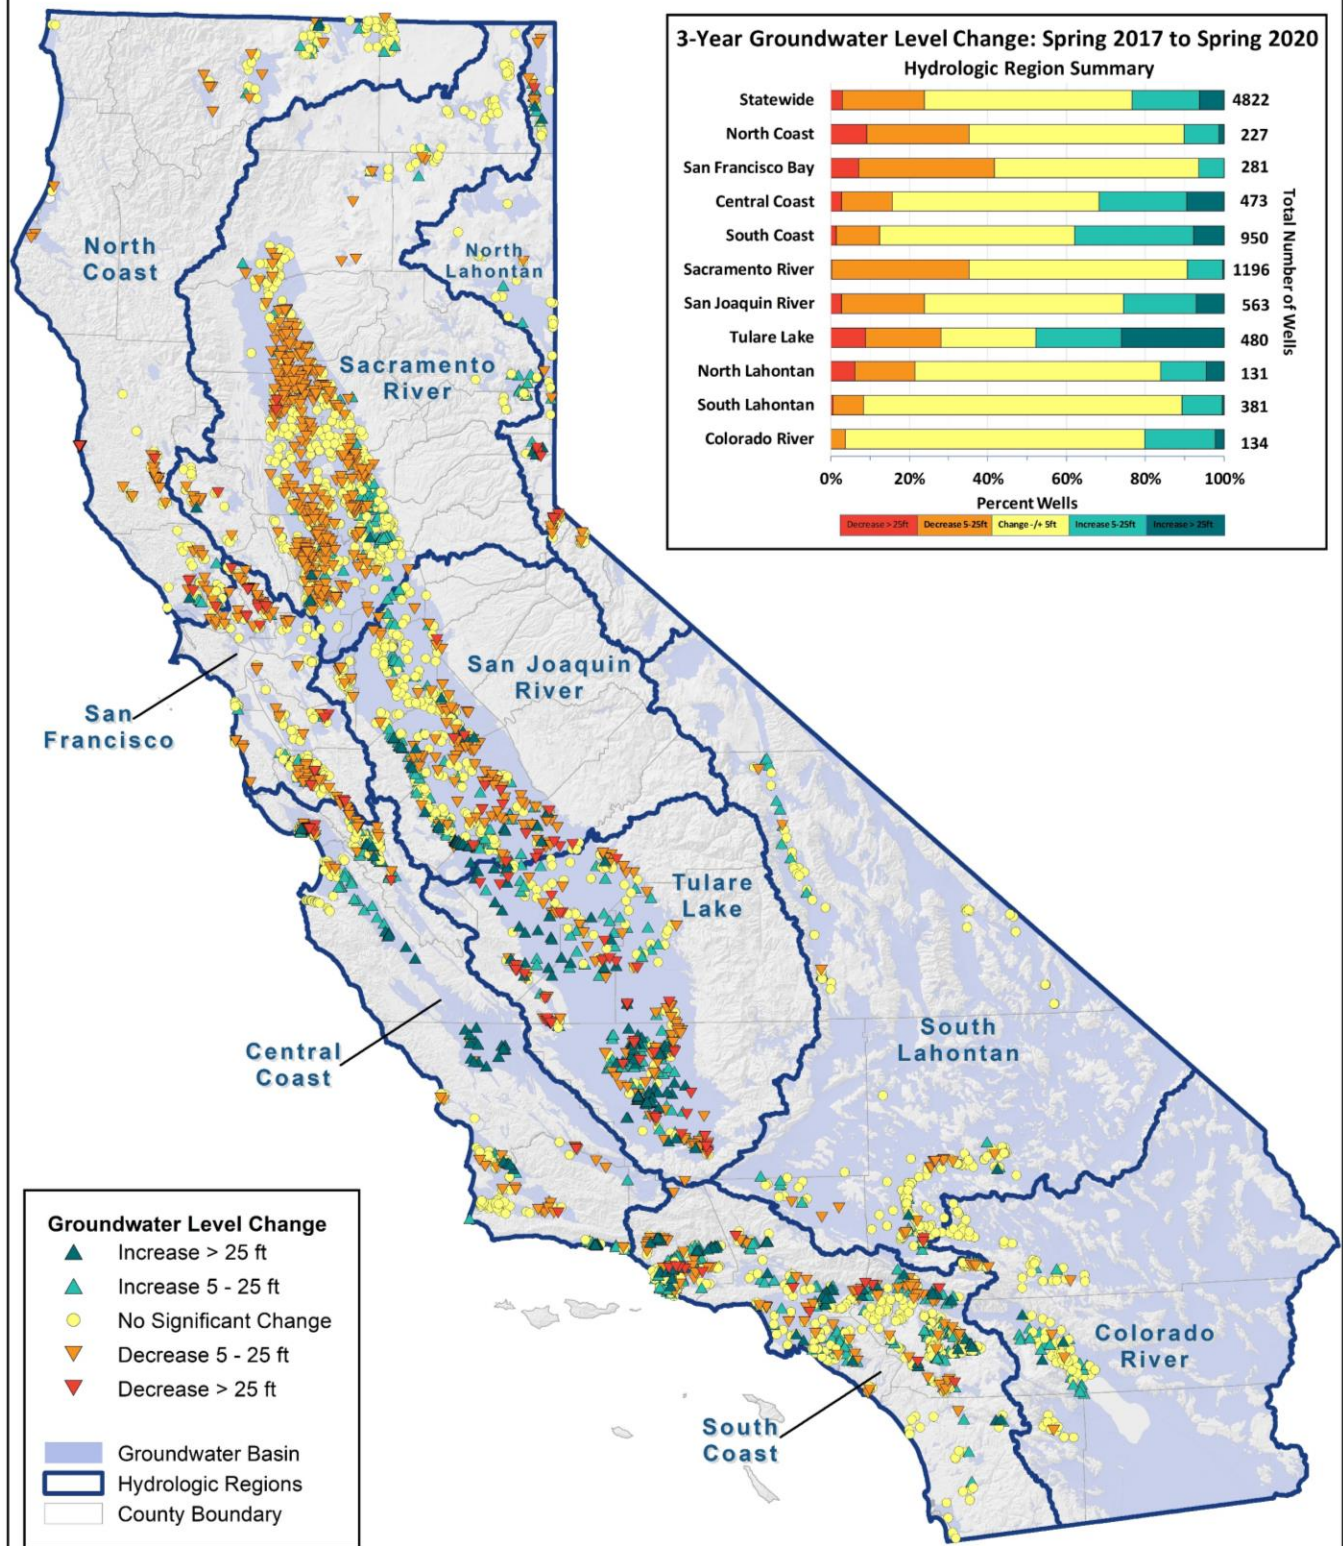 3-Year Groundwater Level Change: Spring 2017 to Spring 2020
Hydrologic Region Summary
Statewide 4822
North Coast 227
San Francisco Bay 281
Central Coast 473
South Coast 950
Sacramento River 1196
San Joaquin River 563
Tulare Lake 480
North Lahontan 131
South Lahontan 381
Colorado River 134
Total Number of Wells
0% 20% 40% 60% 80% 100%
Percent Wells
Decrease > 25ft Decrease 5-25ft Change -/+ 5ft Increase 5-25ft Increase > 25ft
North
Coast
North
Lahontan
Sacramento
River
San Joaquin
River
San
Francisco
Tulare
Lake
Central
Coast
South
Lahontan
Colorado
River
South
Coast
Groundwater Level Change
Increase > 25 ft
Increase 5 - 25 ft
No Significant Change
Decrease 5 - 25 ft
Decrease > 25 ft
Groundwater Basin
Hydrologic Regions
County Boundary